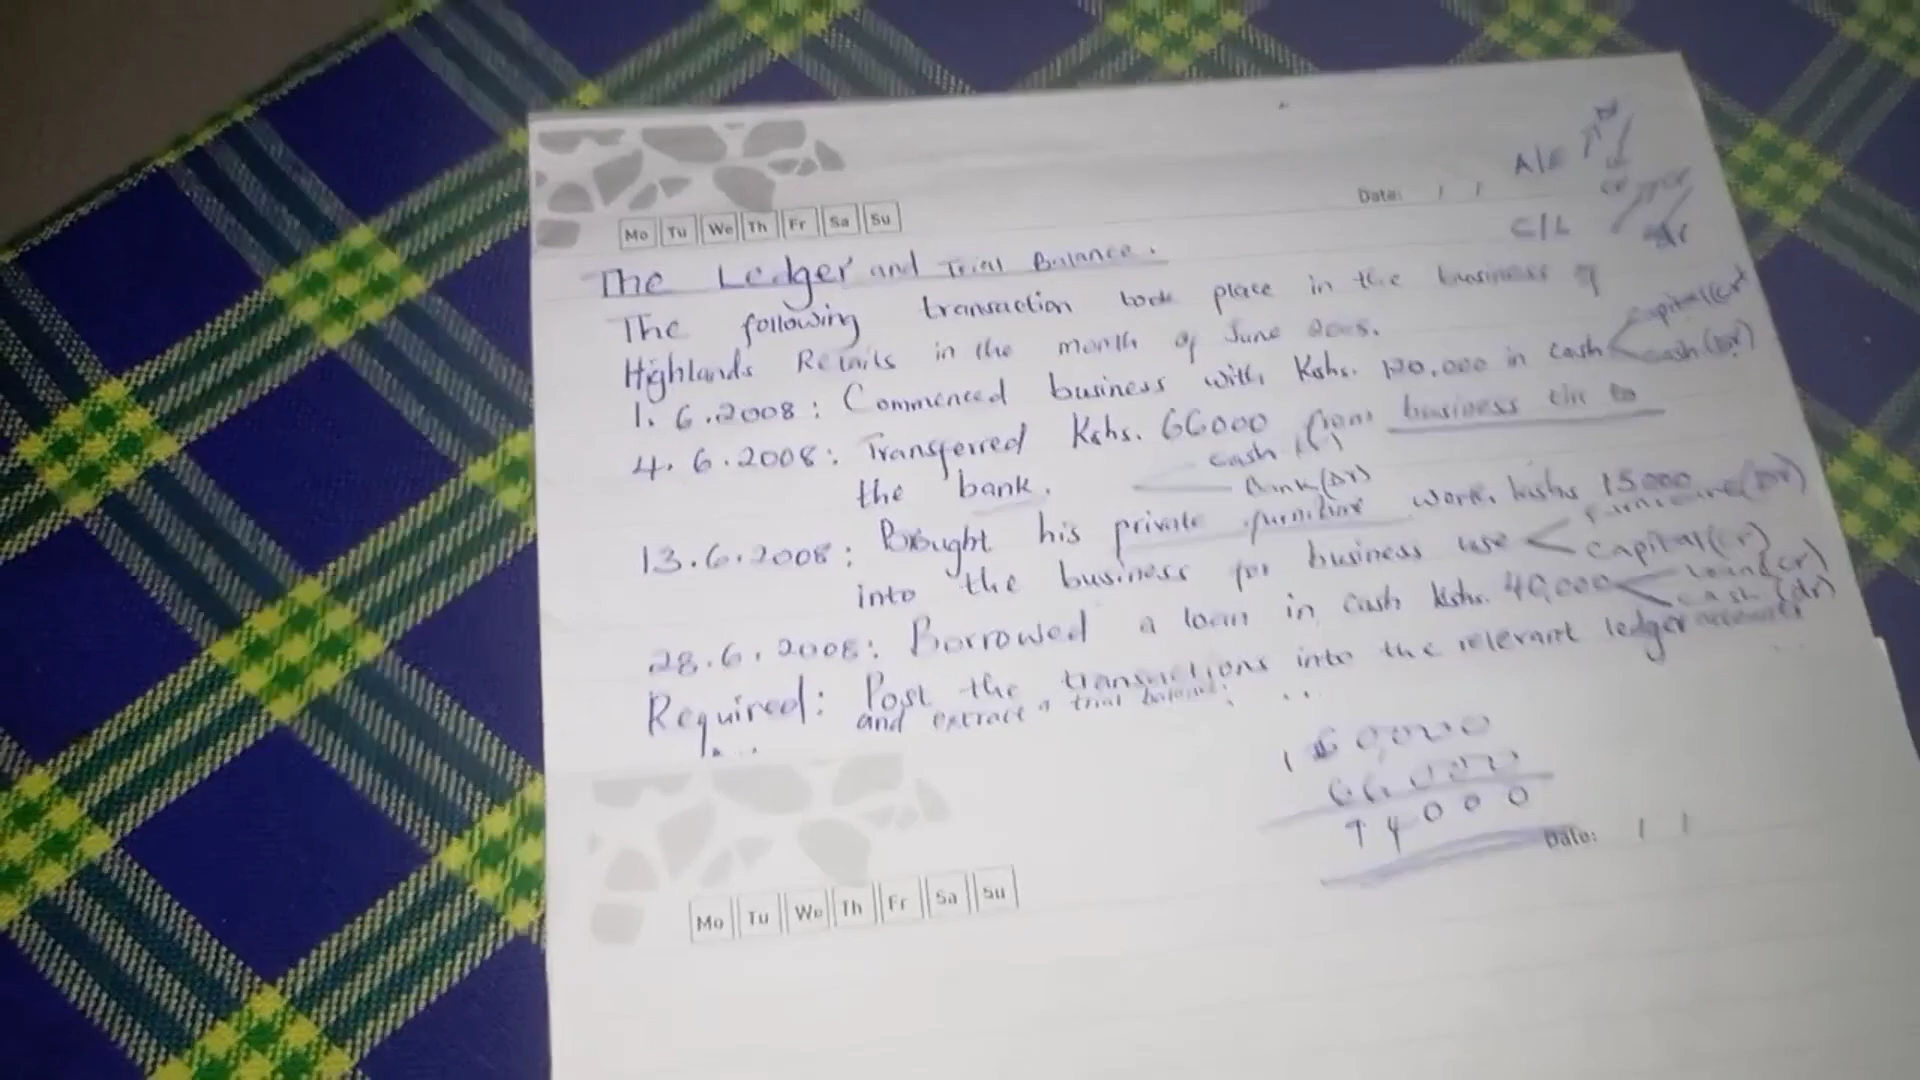 Date: / /
A/E
Mo Tu We Th Fr Sa Su
C/L
The Ledger and Trial Balance.
The following transaction took place in the business of
Highlands Retails in the month of June
1.6.2008: Commenced business with Kshs. 120,000 in cash capital(cr) cash(Dr)
4.6.2008: Transferred Kshs. 66000 from business to
the bank. cash Bank(Dr)
13.6.2008: Bought his private furniture worth kshs 15000 (Dr)
into the business for business use capital(cr)
28.6.2008: Borrowed a loan in cash kshs. 40,000 loan(cr) cash (dr)
Required: Post the transactions into the relevant ledger accounts
and extract a trial balance.
160000
66000
94000
Date: / /
Mo Tu We Th Fr Sa Su